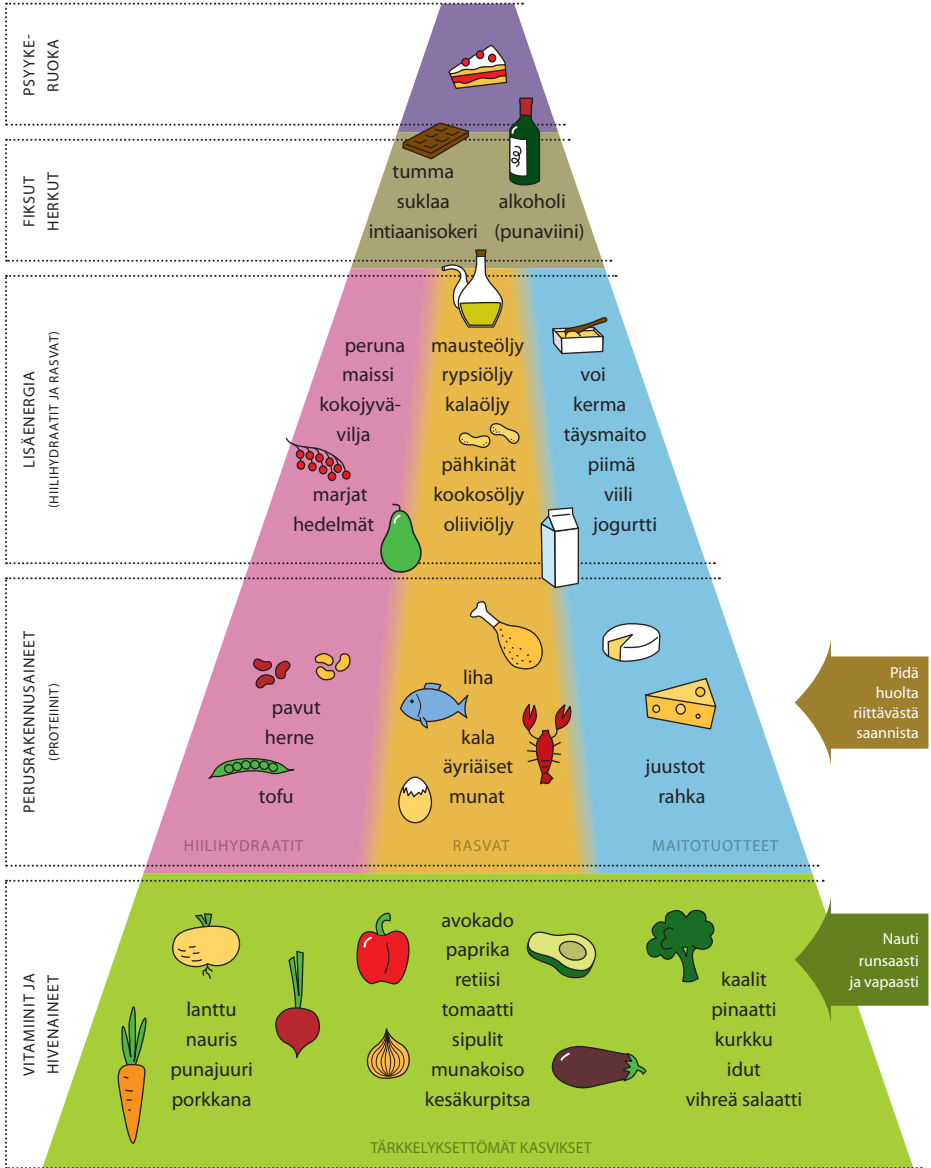 PSYYKE-
RUOKA
FIKSUT
HERKUT
tumma
suklaa
intiaanisokeri
alkoholi
(punaviini)
LISÄENERGIA
(HIILIHYDRAATIT JA RASVAT)
peruna
maissi
kokojyvä-
vilja
marjat
hedelmät
mausteöljy
rypsiöljy
kalaöljy
pähkinät
kookosöljy
oliiviöljy
voi
kerma
täysmaito
piimä
viili
jogurtti
PERUSRAKENNUSAINEET
(PROTEIINIT)
pavut
herne
tofu
HIILIHYDRAATIT
liha
kala
äyriäiset
munat
RASVAT
juustot
rahka
MAITOTUOTTEET
Pidä
huolta
riittävästä
saannista
VITAMIINIT JA
HIVENAINEET
lanttu
nauris
punajuuri
porkkana
avokado
paprika
retiisi
tomaatti
sipulit
munakoiso
kesäkurpitsa
kaalit
pinaatti
kurkku
idut
vihreä salaatti
TÄRKKELYKSETTÖMÄT KASVIKSET
Nauti
runsaasti
ja vapaasti